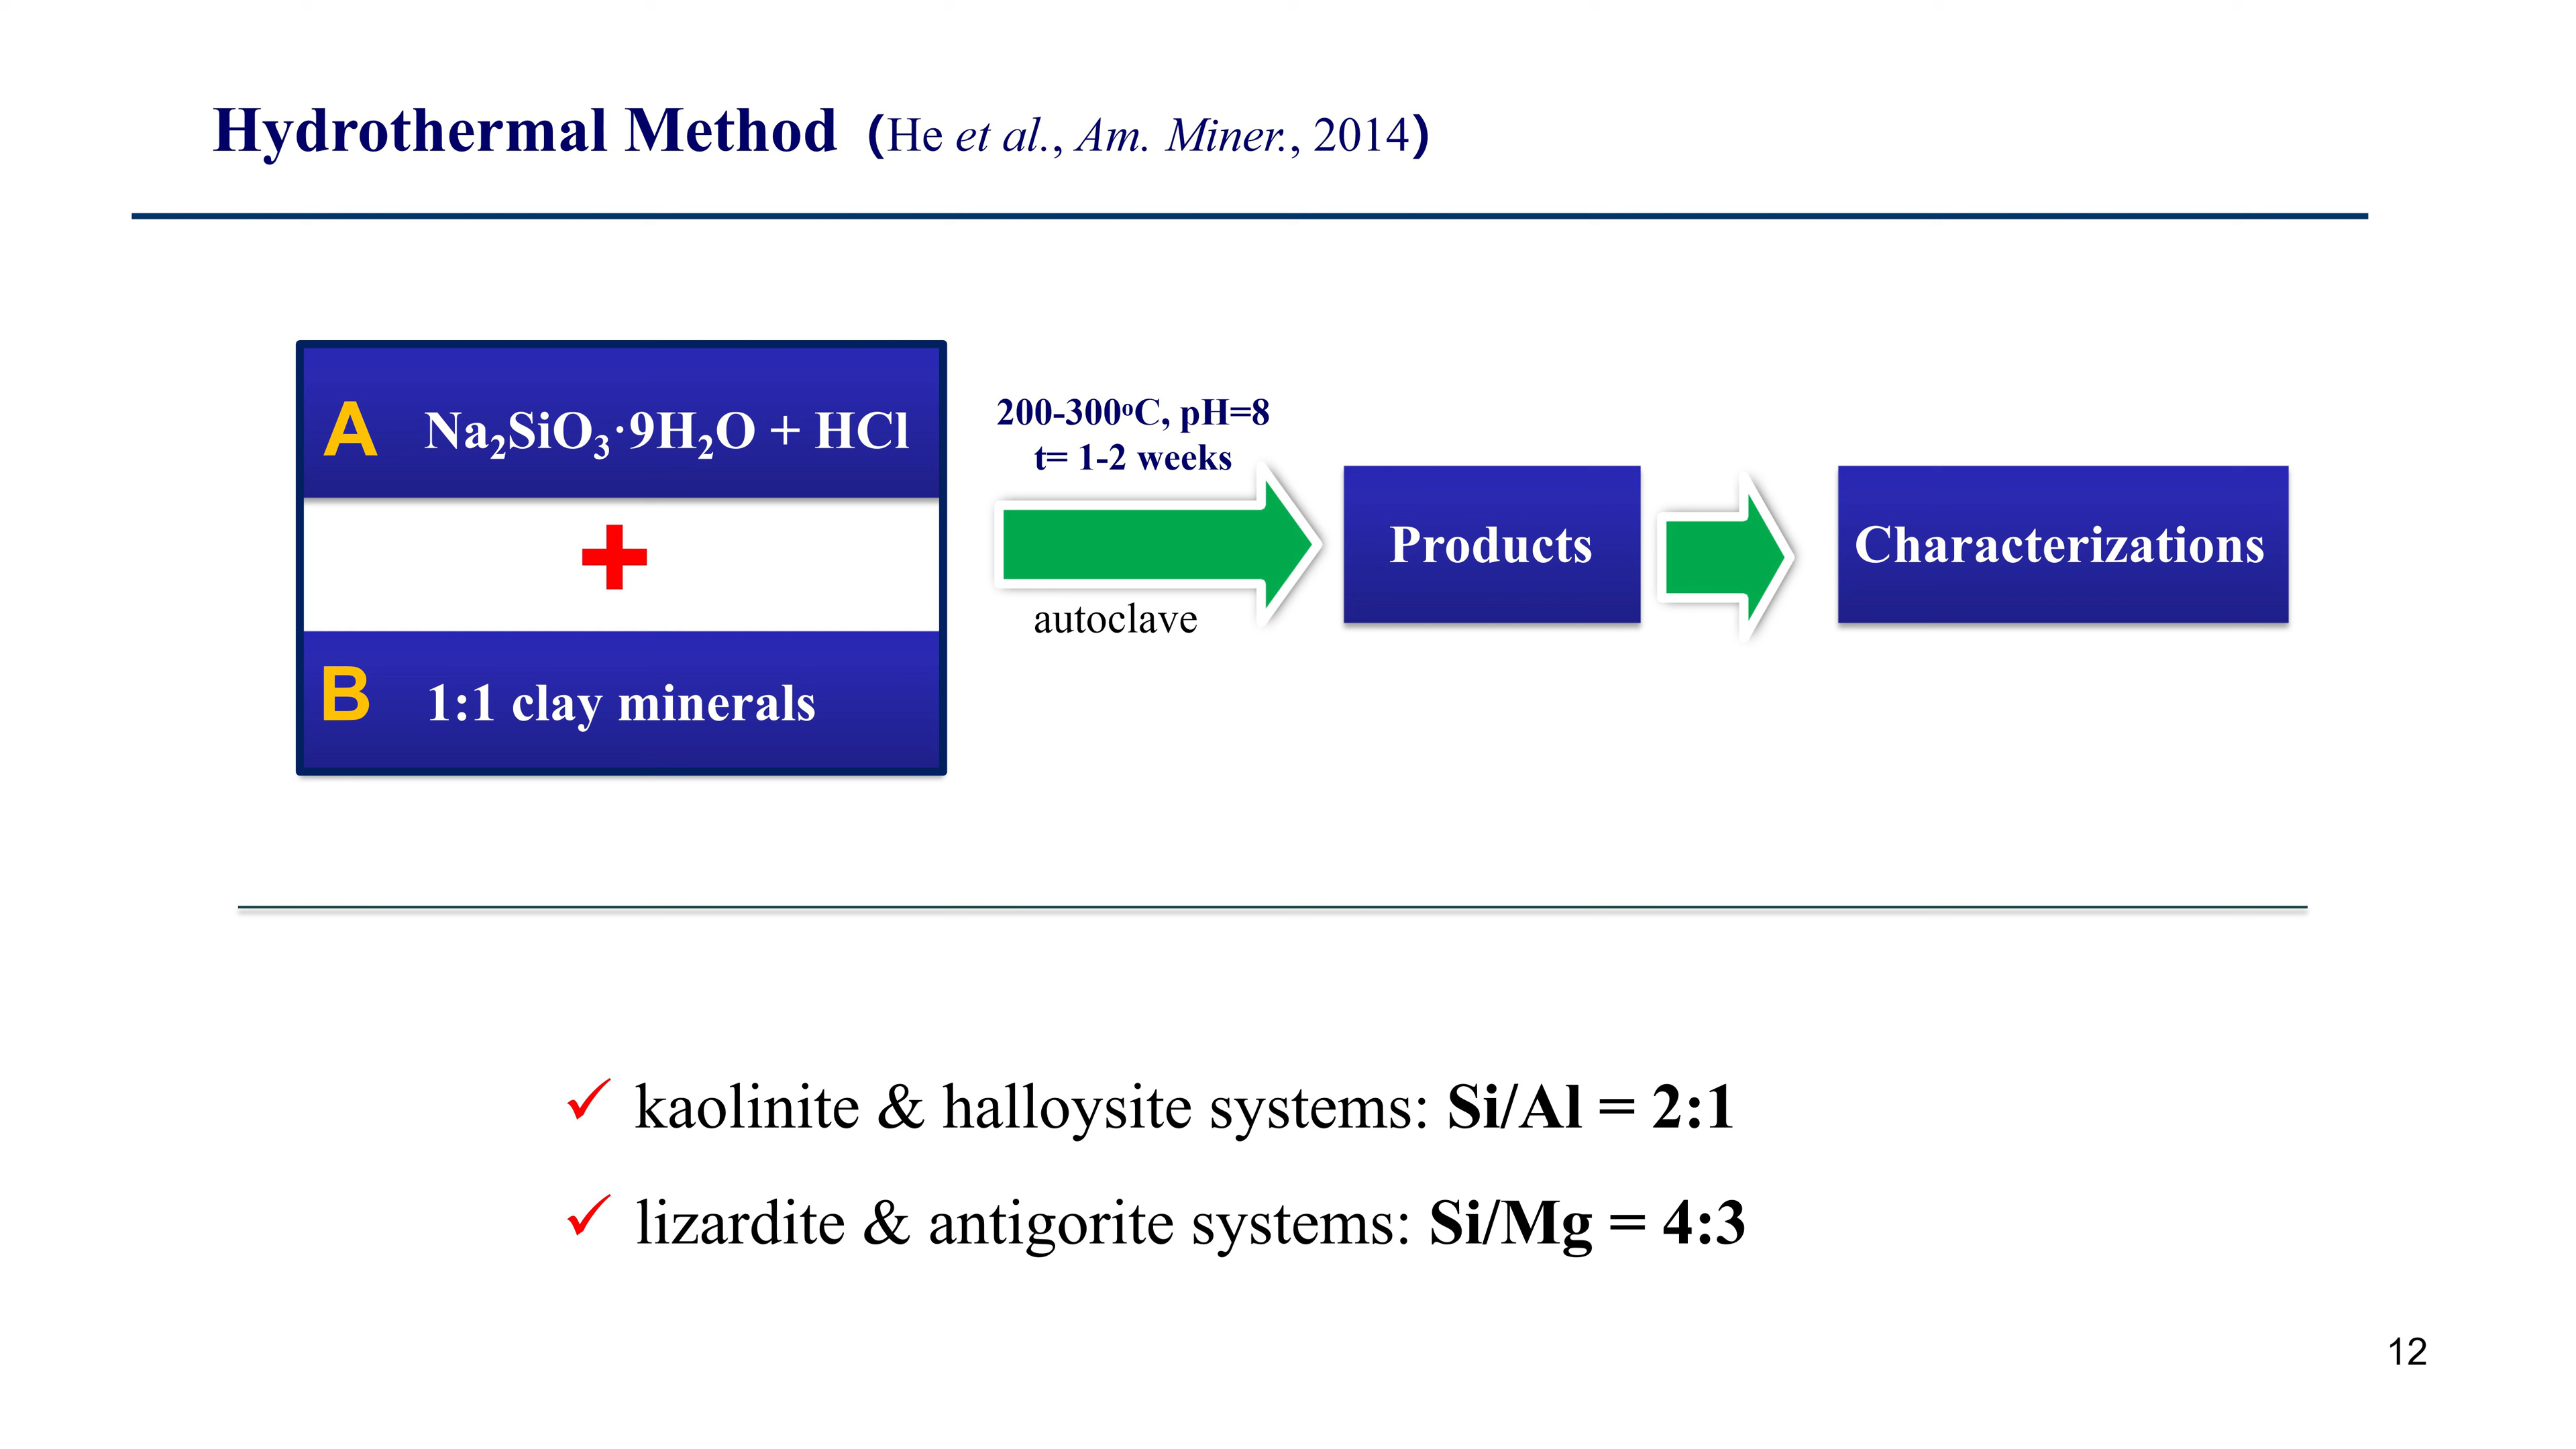 Hydrothermal Method (He et al., Am. Miner., 2014)
A Na₂SiO₃·9H₂O + HCl
+
B 1:1 clay minerals
200-300ᵒC, pH=8
t= 1-2 weeks
autoclave
Products
Characterizations
✓ kaolinite & halloysite systems: Si/Al = 2:1
✓ lizardite & antigorite systems: Si/Mg = 4:3
12